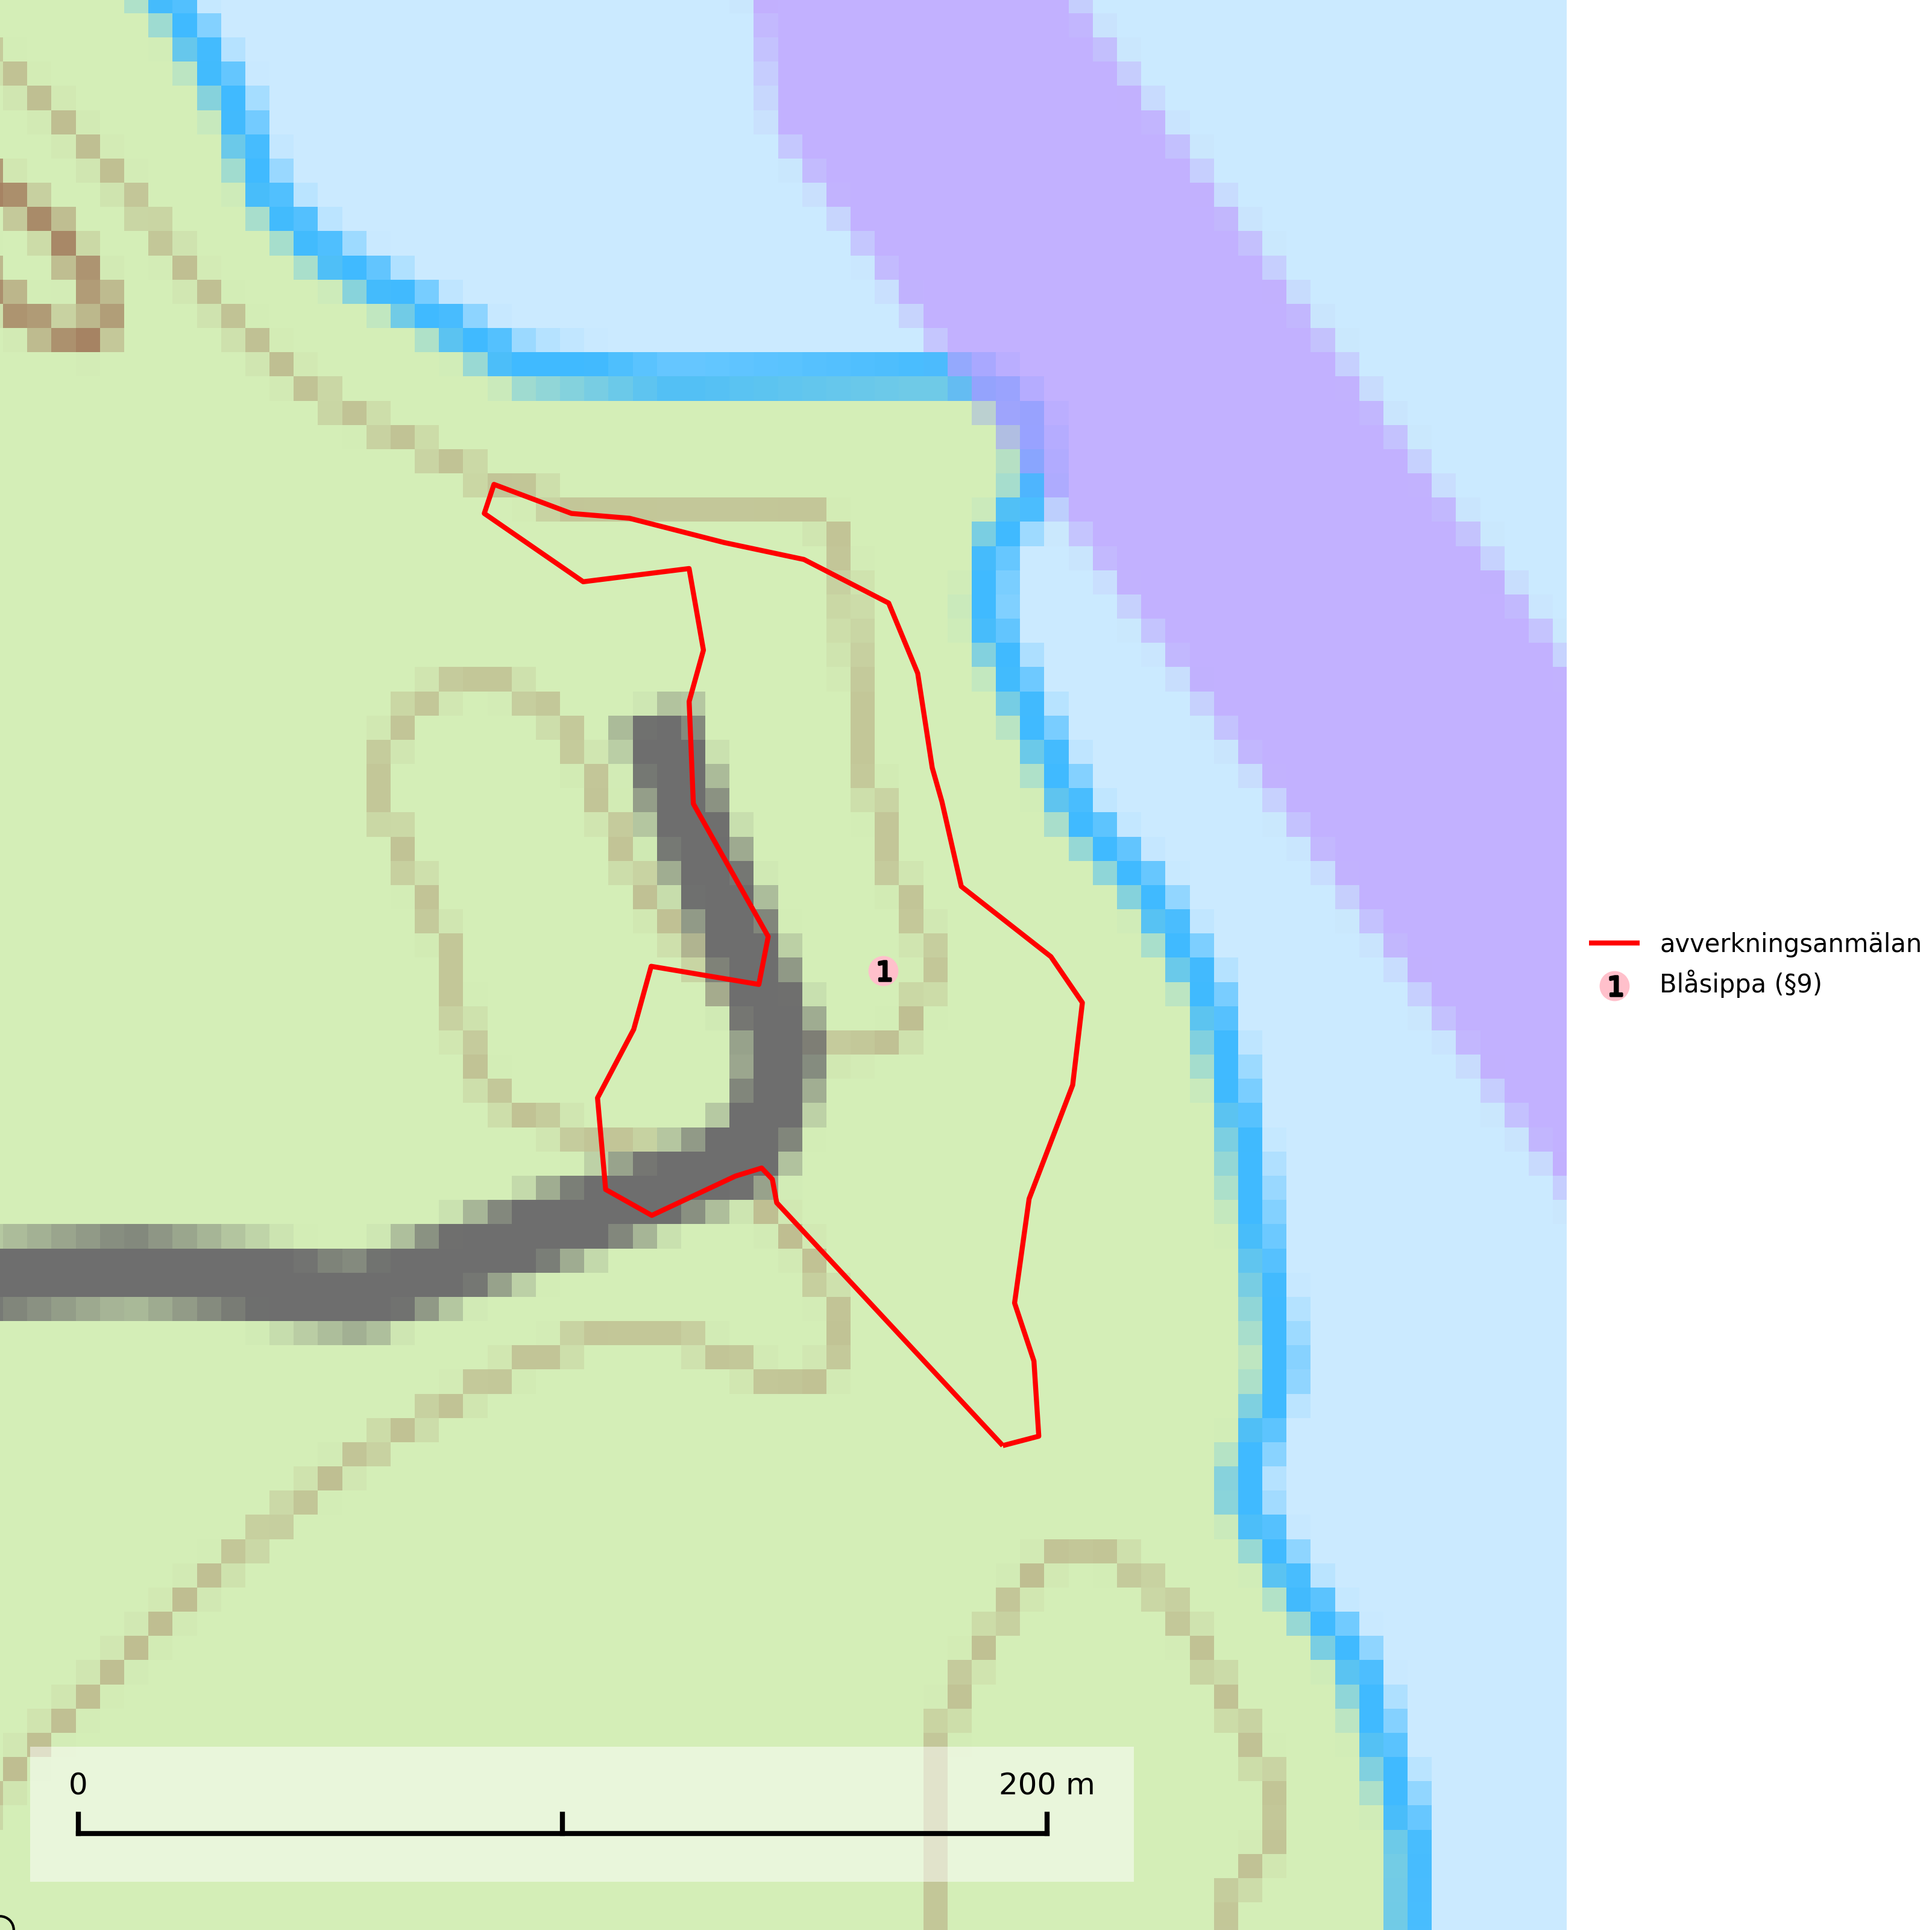 1
avverkningsanmälan
1 Blåsippa (§9)
0 200 m